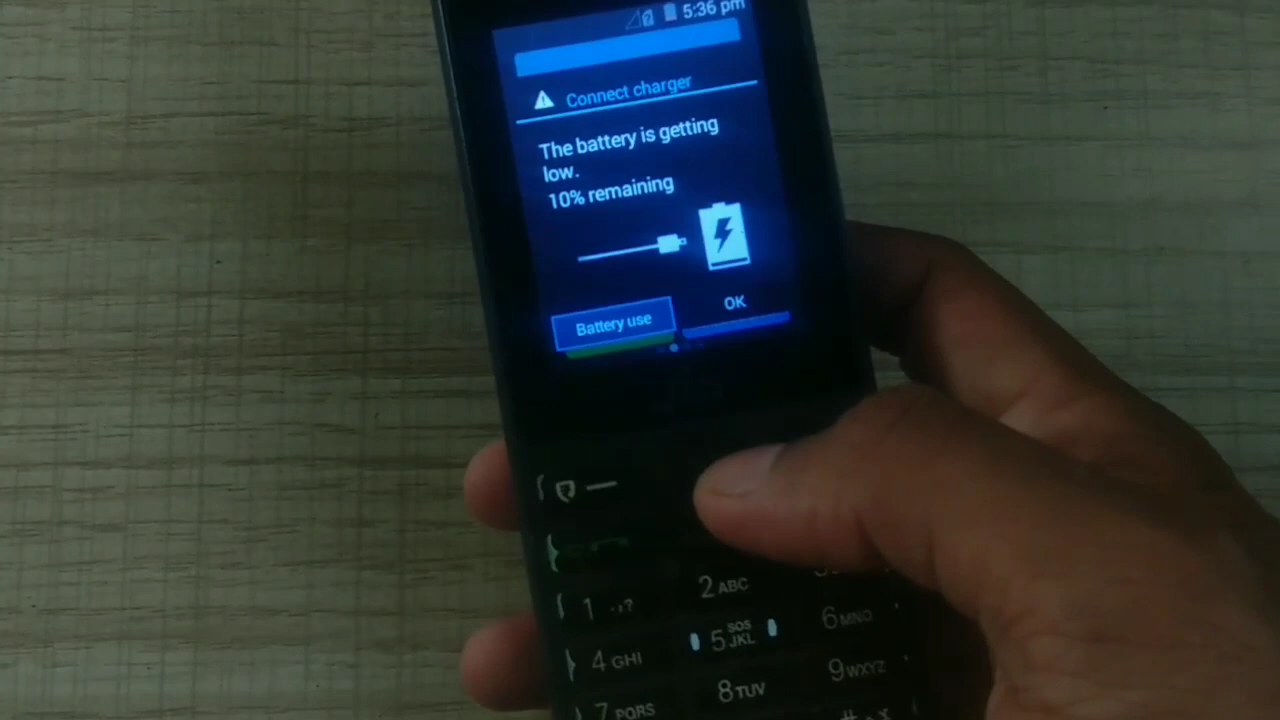 5:36 pm
Connect charger
The battery is getting
low.
10% remaining
Battery use
OK
1 .,?
2 ABC
4 GHI
5 SOS JKL
6 MNO
7 PQRS
8 TUV
9 WXYZ
#